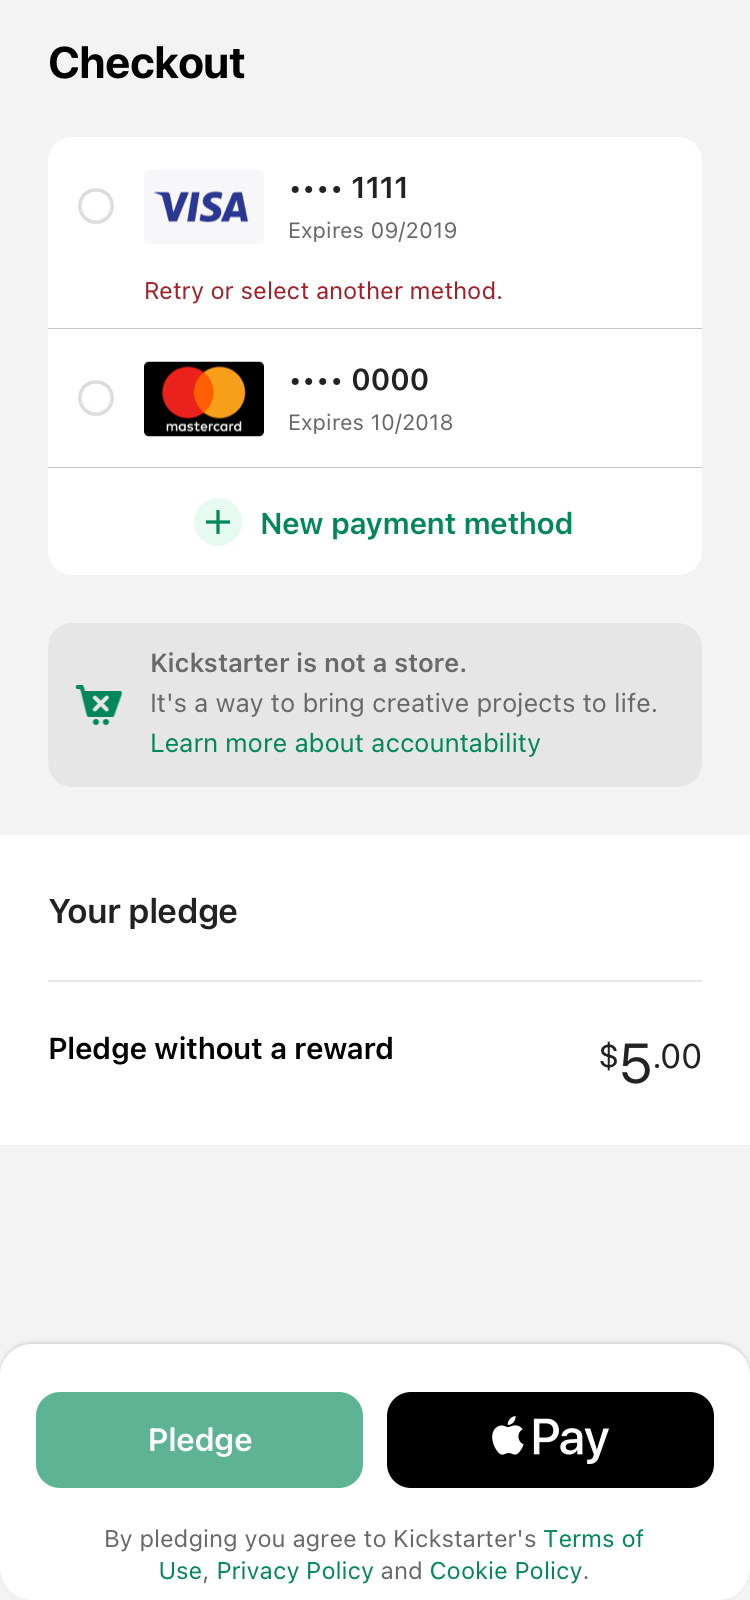 Checkout
VISA
•••• 1111
Expires 09/2019
Retry or select another method.
mastercard
•••• 0000
Expires 10/2018
New payment method
Kickstarter is not a store.
It's a way to bring creative projects to life.
Learn more about accountability
Your pledge
Pledge without a reward
$5.00
Pledge
Pay
By pledging you agree to Kickstarter's Terms of
Use, Privacy Policy and Cookie Policy.